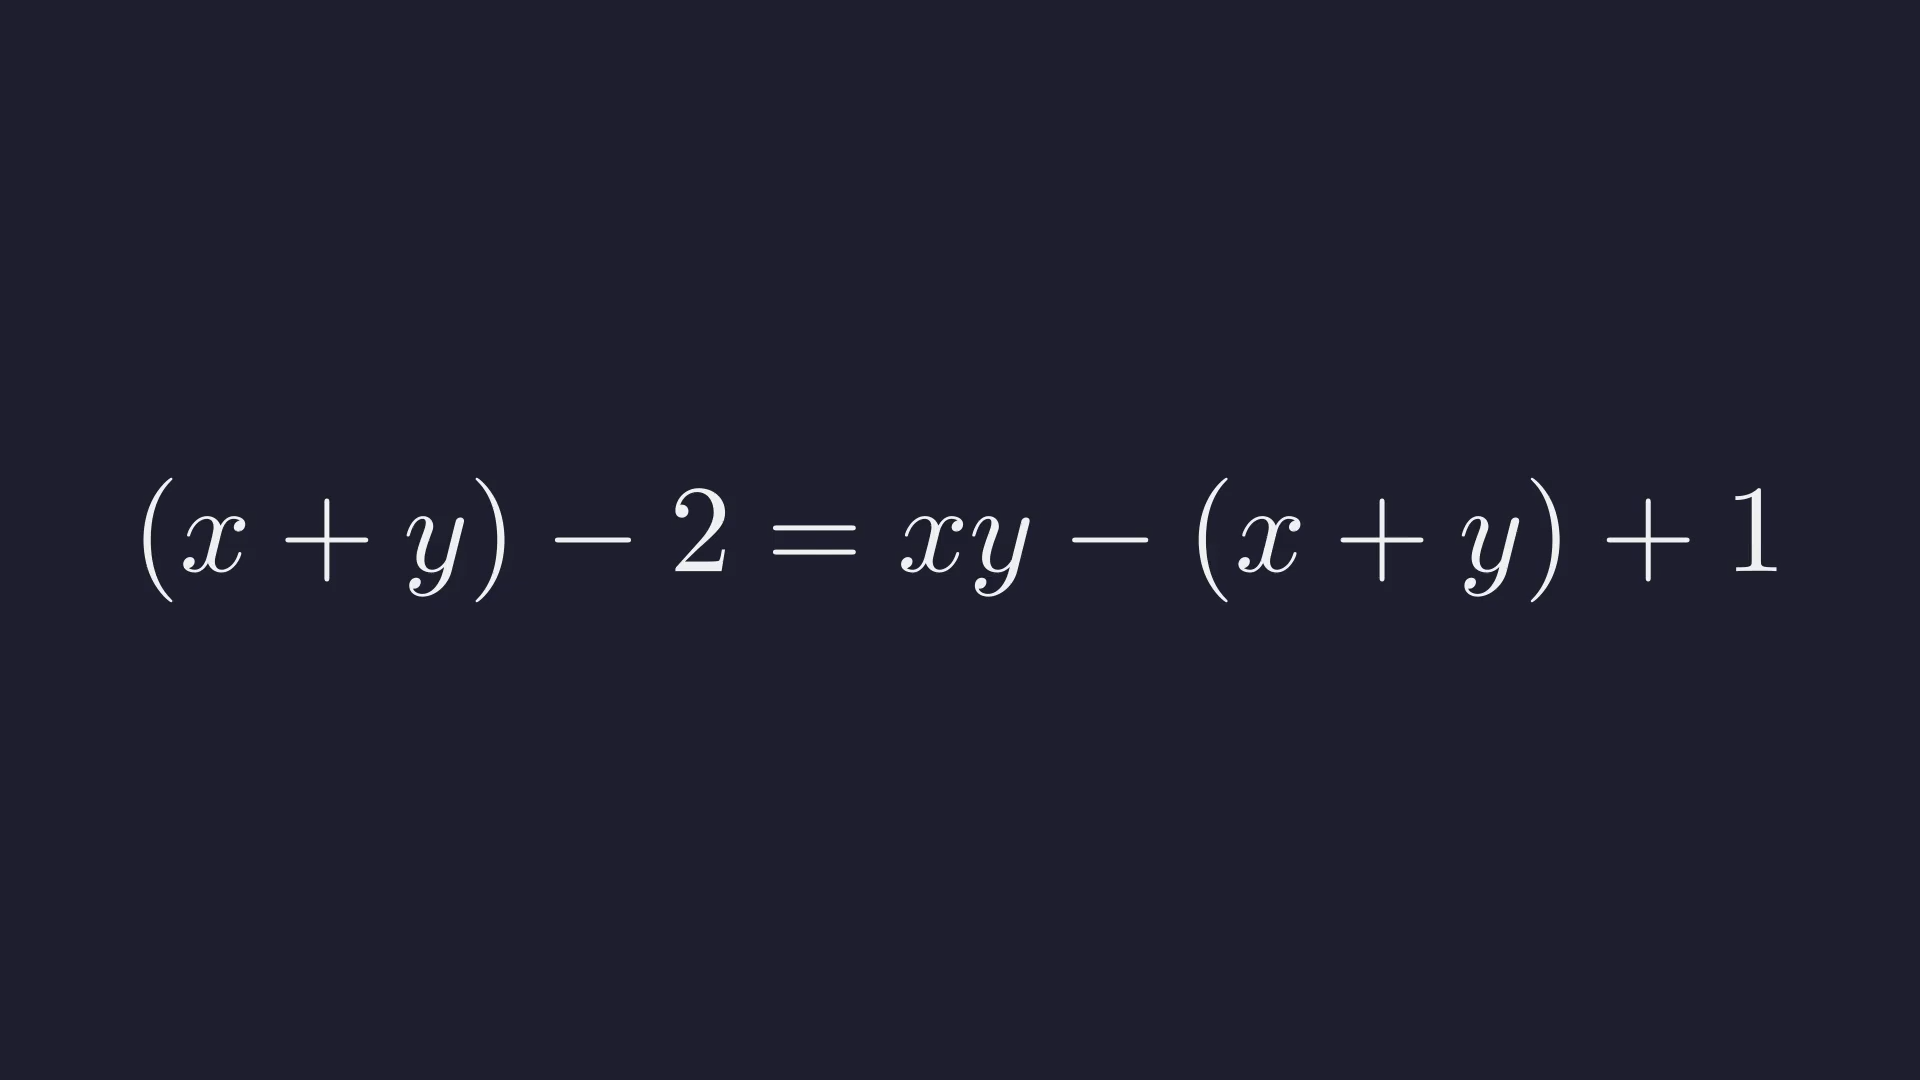 (x + y) − 2 = xy − (x + y) + 1